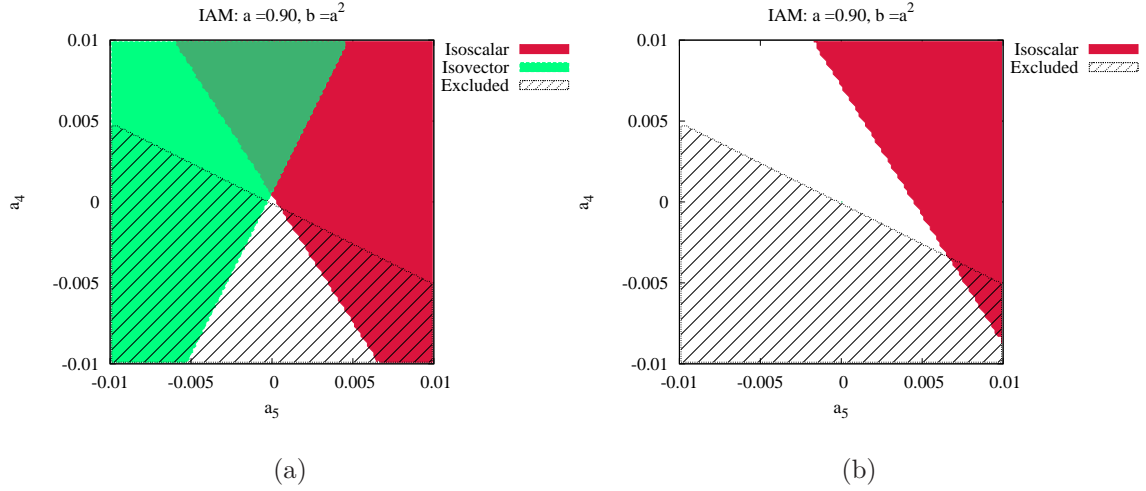 IAM: a =0.90, b =a²
0.01
0.005
0
-0.005
-0.01
a₄
-0.01
-0.005
0
0.005
0.01
a₅
Isoscalar
Isovector
Excluded
(a)
IAM: a =0.90, b =a²
0.01
0.005
0
-0.005
-0.01
a₄
-0.01
-0.005
0
0.005
0.01
a₅
Isoscalar
Excluded
(b)